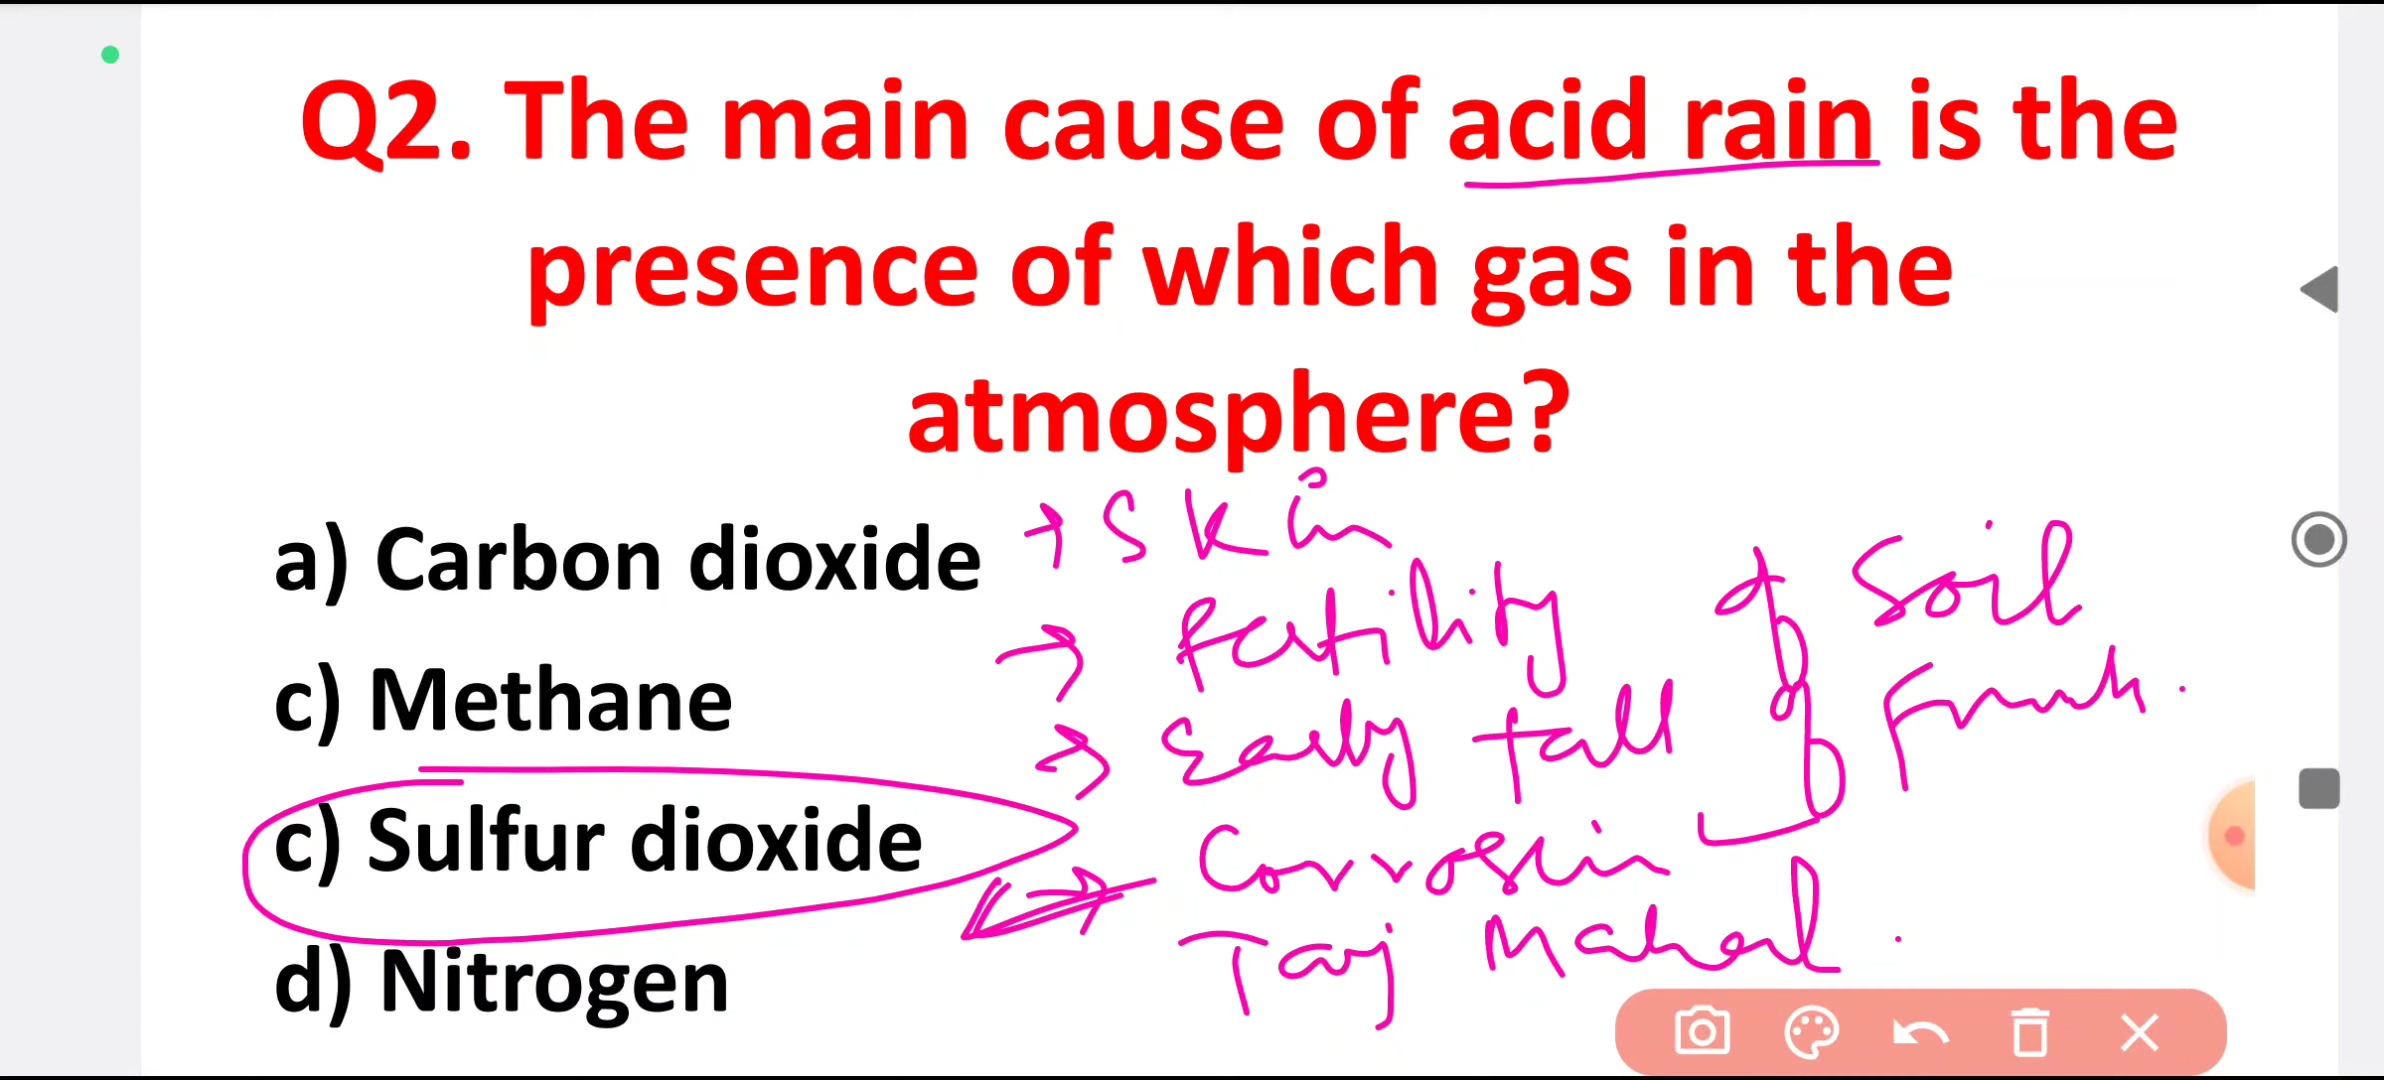 Q2. The main cause of acid rain is the
presence of which gas in the
atmosphere?
a) Carbon dioxide
c) Methane
c) Sulfur dioxide
d) Nitrogen
→ Skin
→ fertility of Soil
→ Early fall of
→ Corrosion
Taj Mahal.